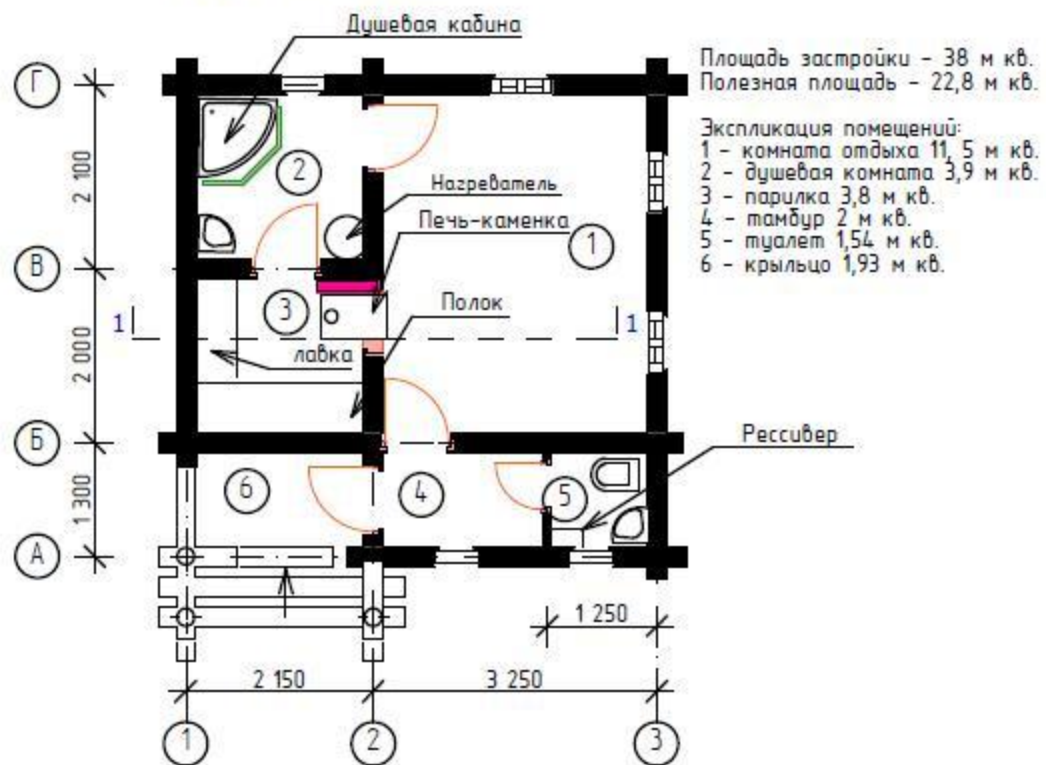 Душевая кабина
Площадь застройки - 38 м кв.
Полезная площадь - 22,8 м кв.
Экспликация помещений:
1 - комната отдыха 11, 5 м кв.
2 - душевая комната 3,9 м кв.
3 - парилка 3,8 м кв.
4 - тамбур 2 м кв.
5 - туалет 1,54 м кв.
6 - крыльцо 1,93 м кв.
Г
2 100
2
Нагреватель
Печь-каменка
1
В
3
Полок
1
1
лавка
2 000
Б
Рессивер
6
4
5
1 300
А
1 250
2 150
3 250
1
2
3